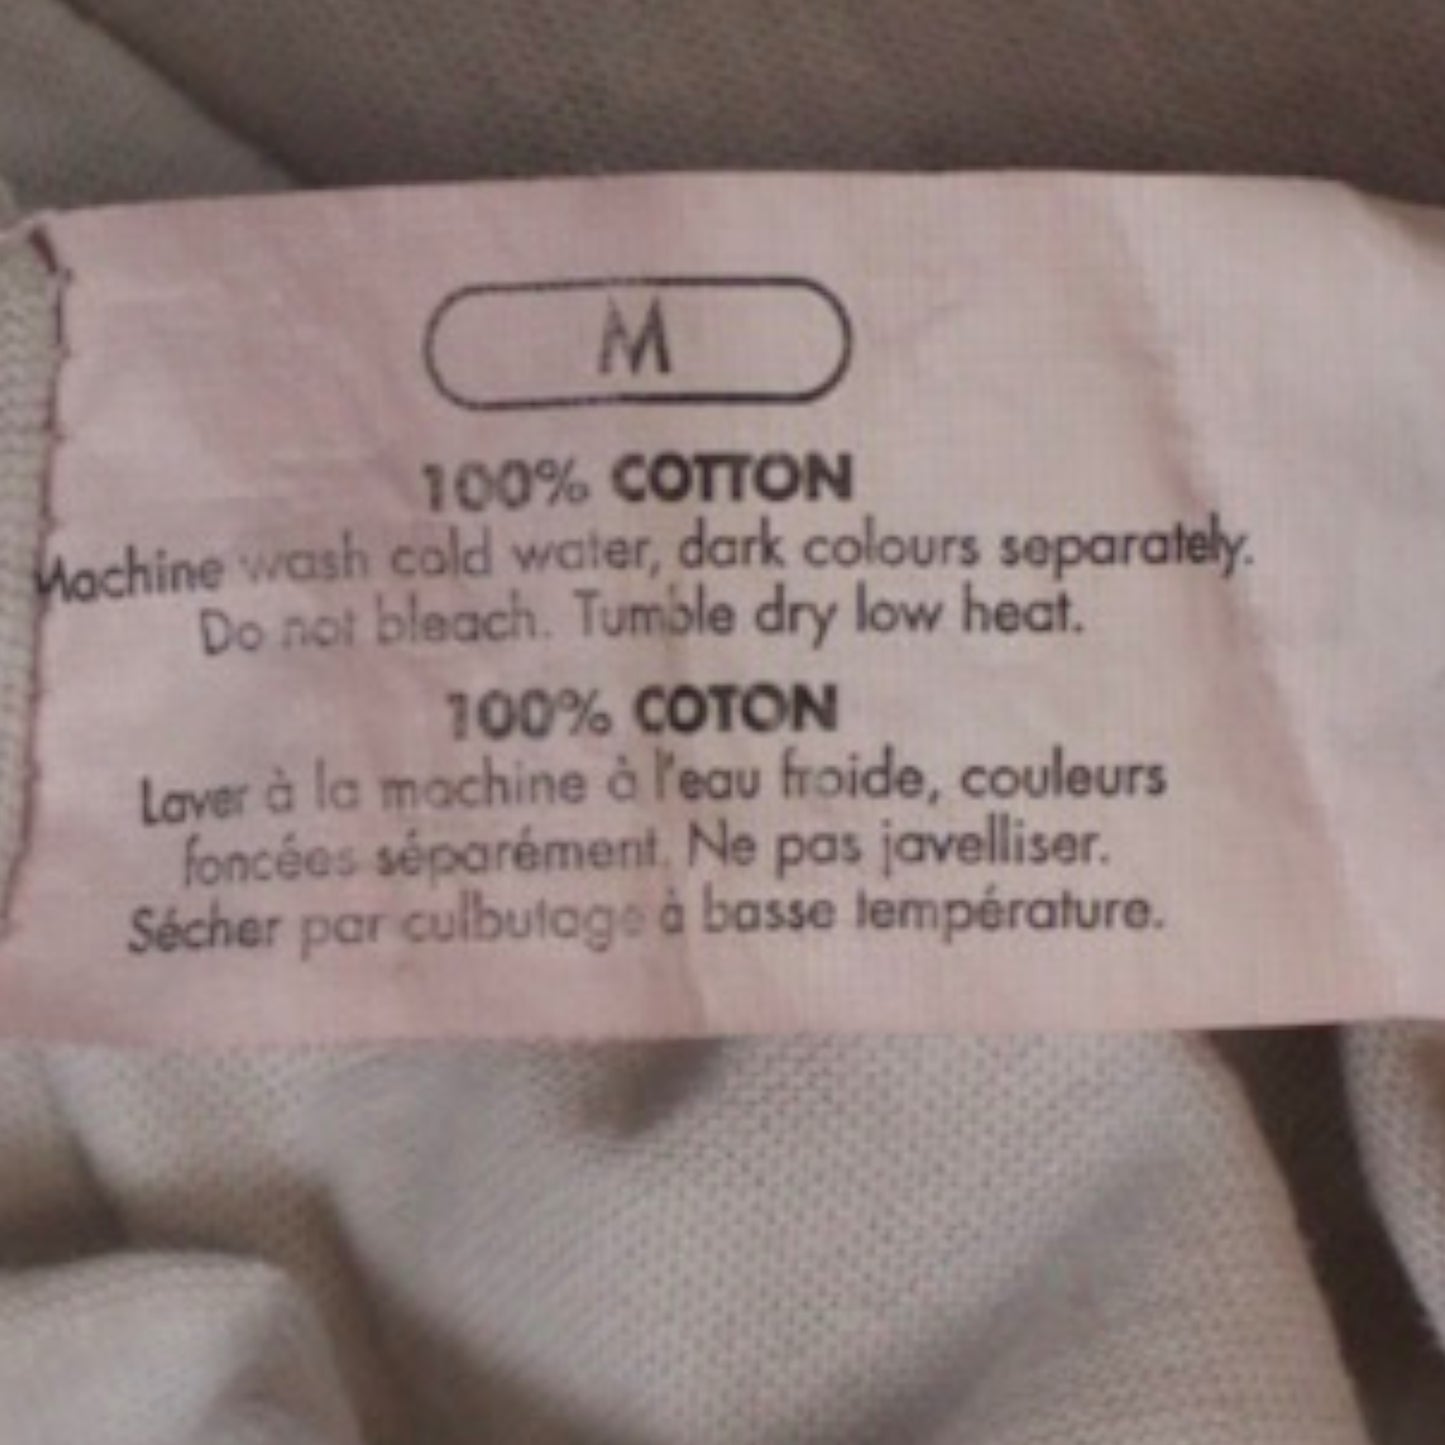 M
100% COTTON
Machine wash cold water, dark colours separately.
Do not bleach. Tumble dry low heat.
100% COTON
Laver à la machine à l'eau froide, couleurs
foncées séparément. Ne pas javelliser.
Sécher par culbutage à basse température.